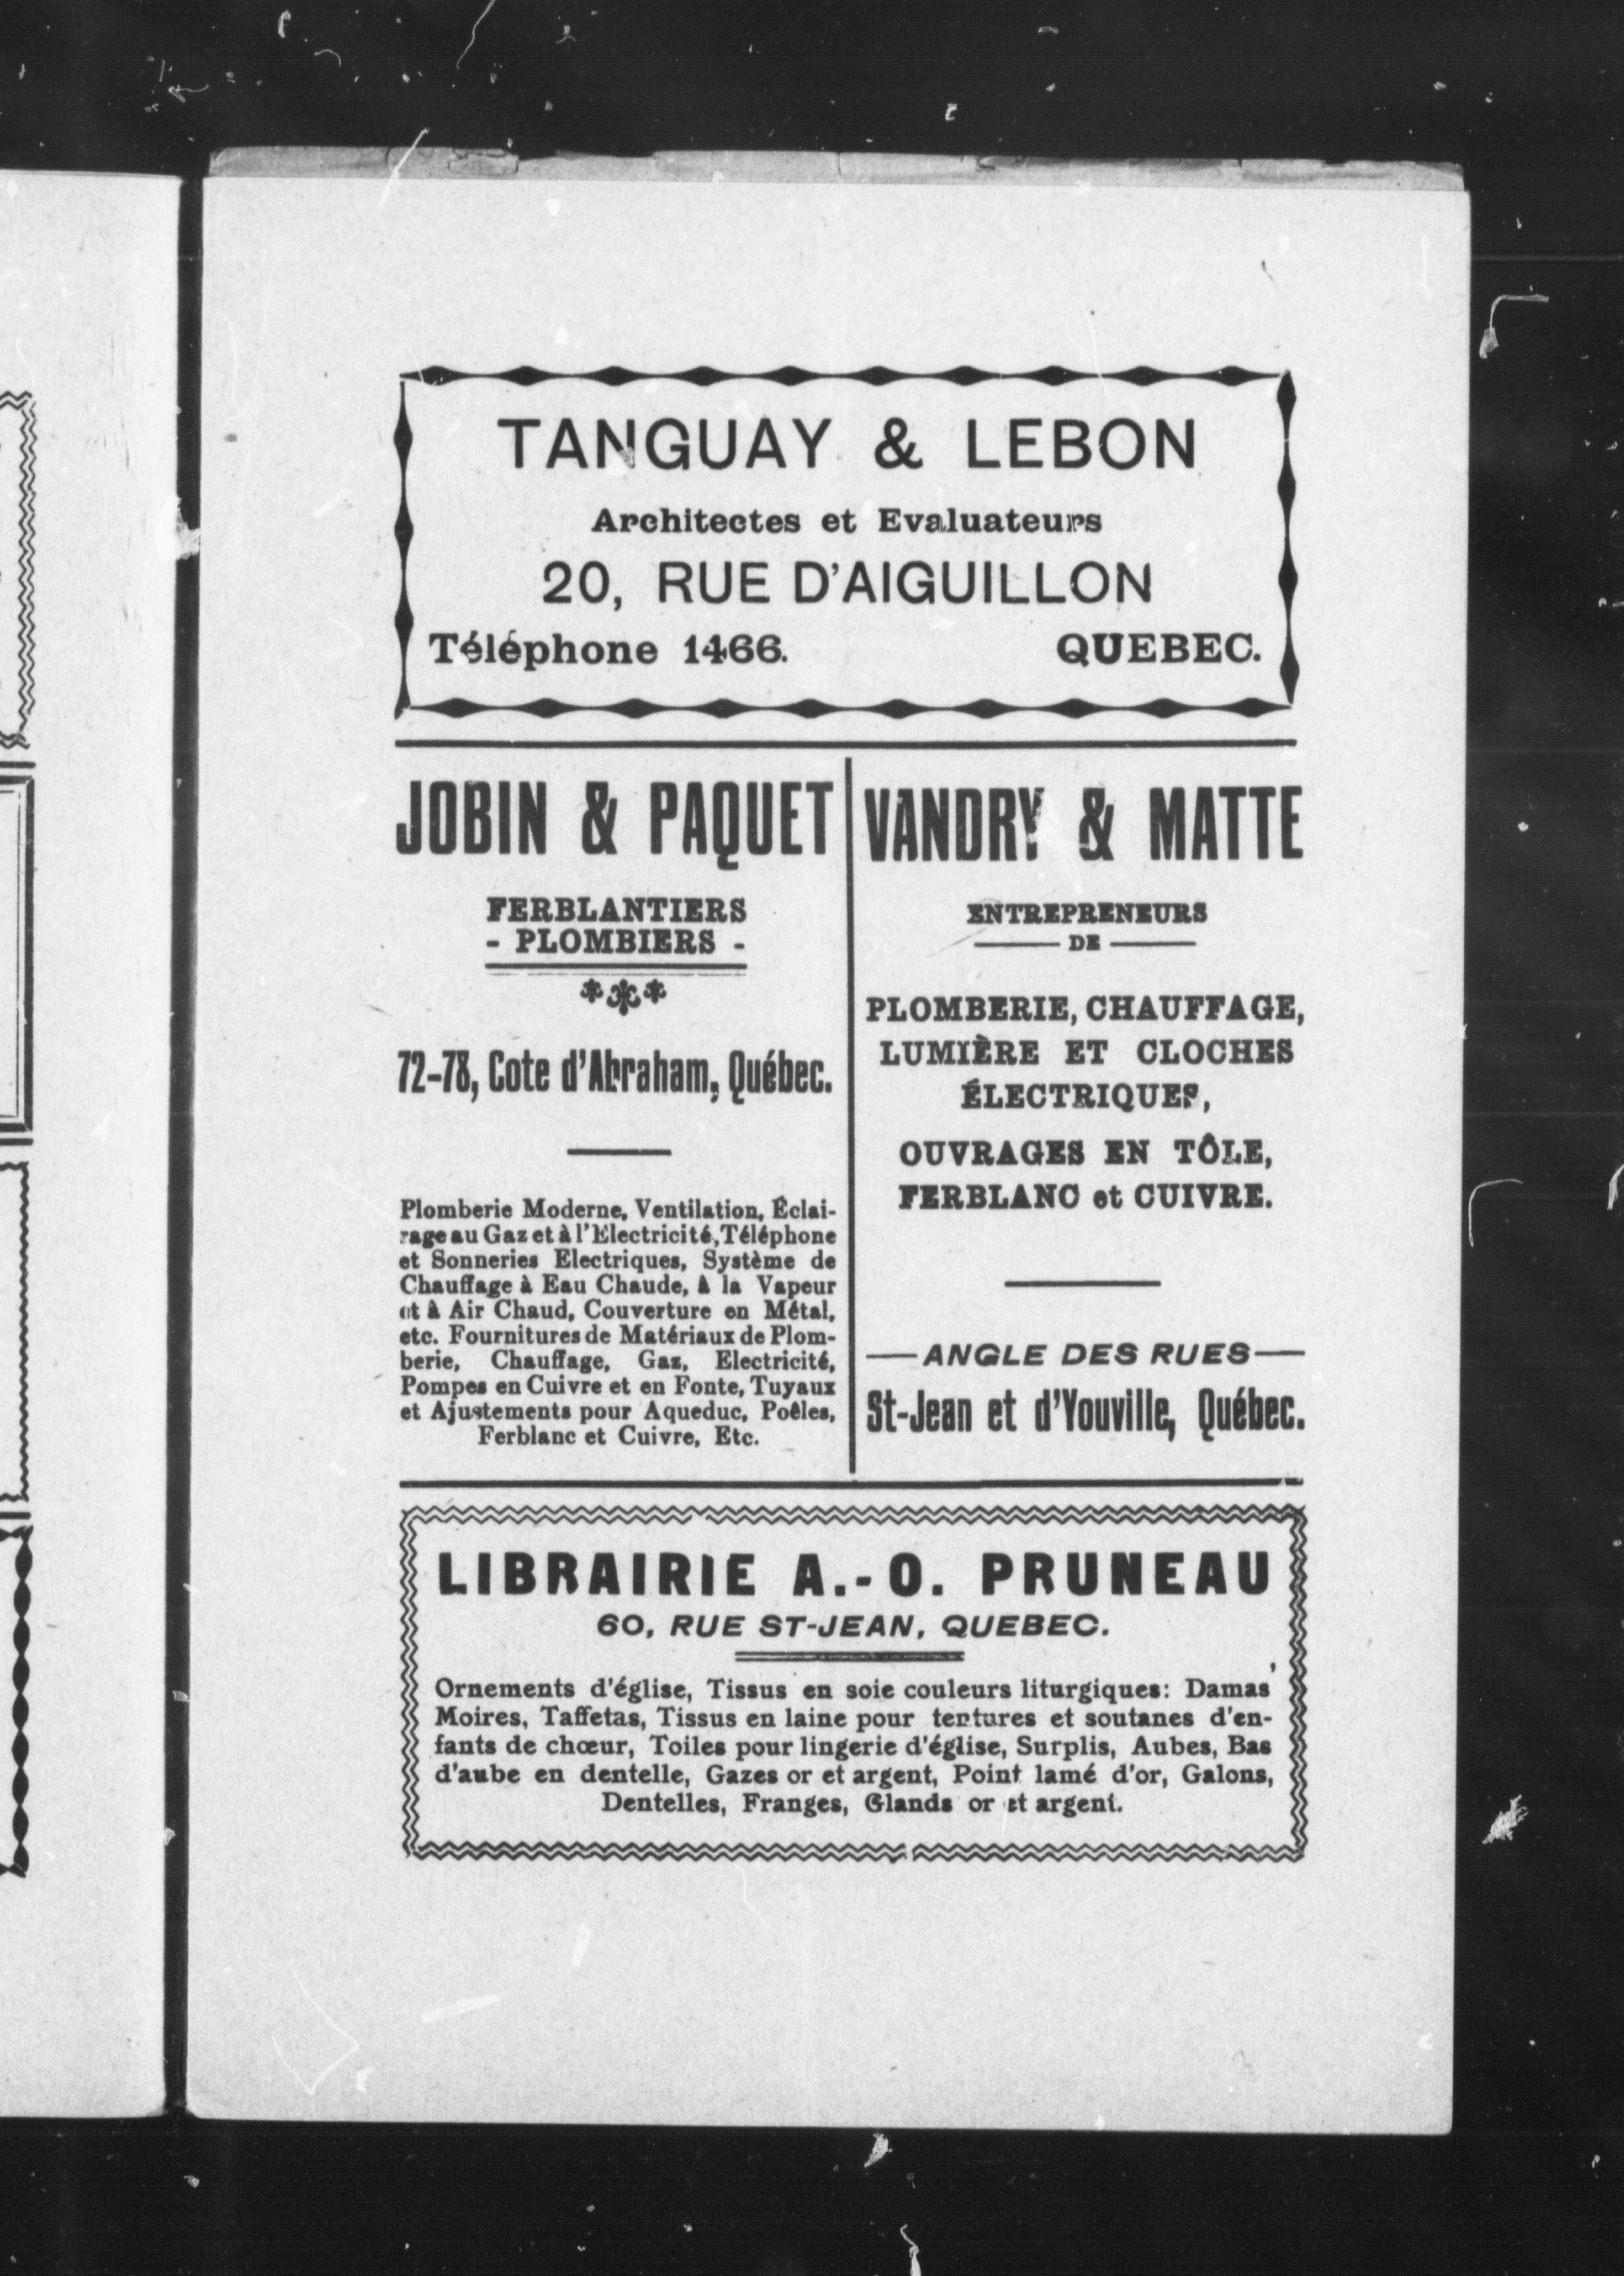 TANGUAY & LEBON
Architectes et Evaluateurs
20, RUE D'AIGUILLON
Téléphone 1466. QUEBEC.
JOBIN & PAQUET
FERBLANTIERS
- PLOMBIERS -
72-78, Cote d'Abraham, Québec.
Plomberie Moderne, Ventilation, Éclai-
rage au Gaz et à l'Electricité, Téléphone
et Sonneries Electriques, Système de
Chauffage à Eau Chaude, à la Vapeur
et à Air Chaud, Couverture en Métal,
etc. Fournitures de Matériaux de Plom-
berie, Chauffage, Gaz, Electricité,
Pompes en Cuivre et en Fonte, Tuyaux
et Ajustements pour Aqueduc, Poêles,
Ferblanc et Cuivre, Etc.
VANDRY & MATTE
ENTREPRENEURS
DE
PLOMBERIE, CHAUFFAGE,
LUMIÈRE ET CLOCHES
ÉLECTRIQUES,
OUVRAGES EN TÔLE,
FERBLANC et CUIVRE.
—ANGLE DES RUES—
St-Jean et d'Youville, Québec.
LIBRAIRIE A.-O. PRUNEAU
60, RUE ST-JEAN, QUEBEC.
Ornements d'église, Tissus en soie couleurs liturgiques: Damas'
Moires, Taffetas, Tissus en laine pour tentures et soutanes d'en-
fants de chœur, Toiles pour lingerie d'église, Surplis, Aubes, Bas
d'aube en dentelle, Gazes or et argent, Point lamé d'or, Galons,
Dentelles, Franges, Glands or et argent.